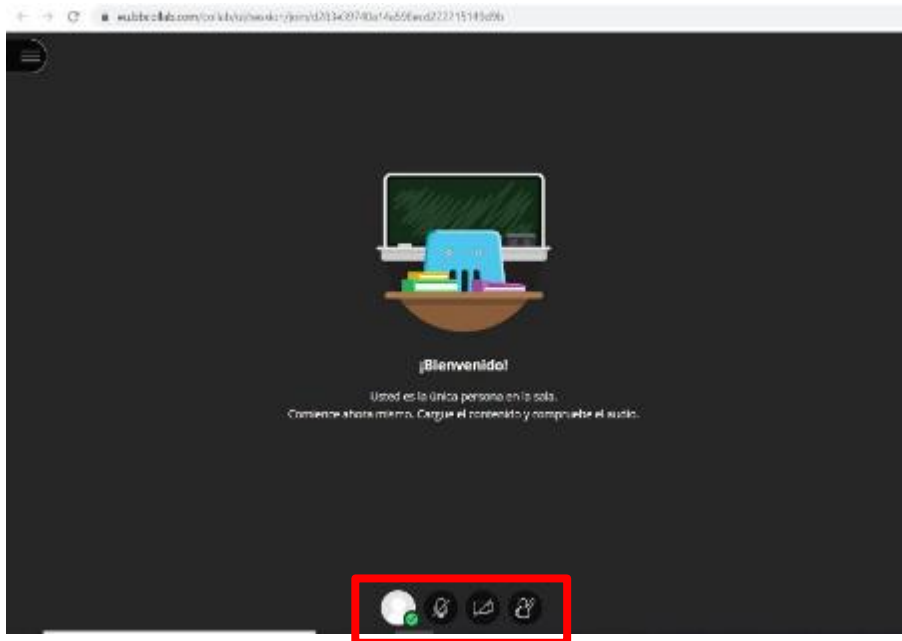 ¡Bienvenido!
Usted es la única persona en la sala.
Comience ahora mismo. Cargue el contenido y compruebe el audio.